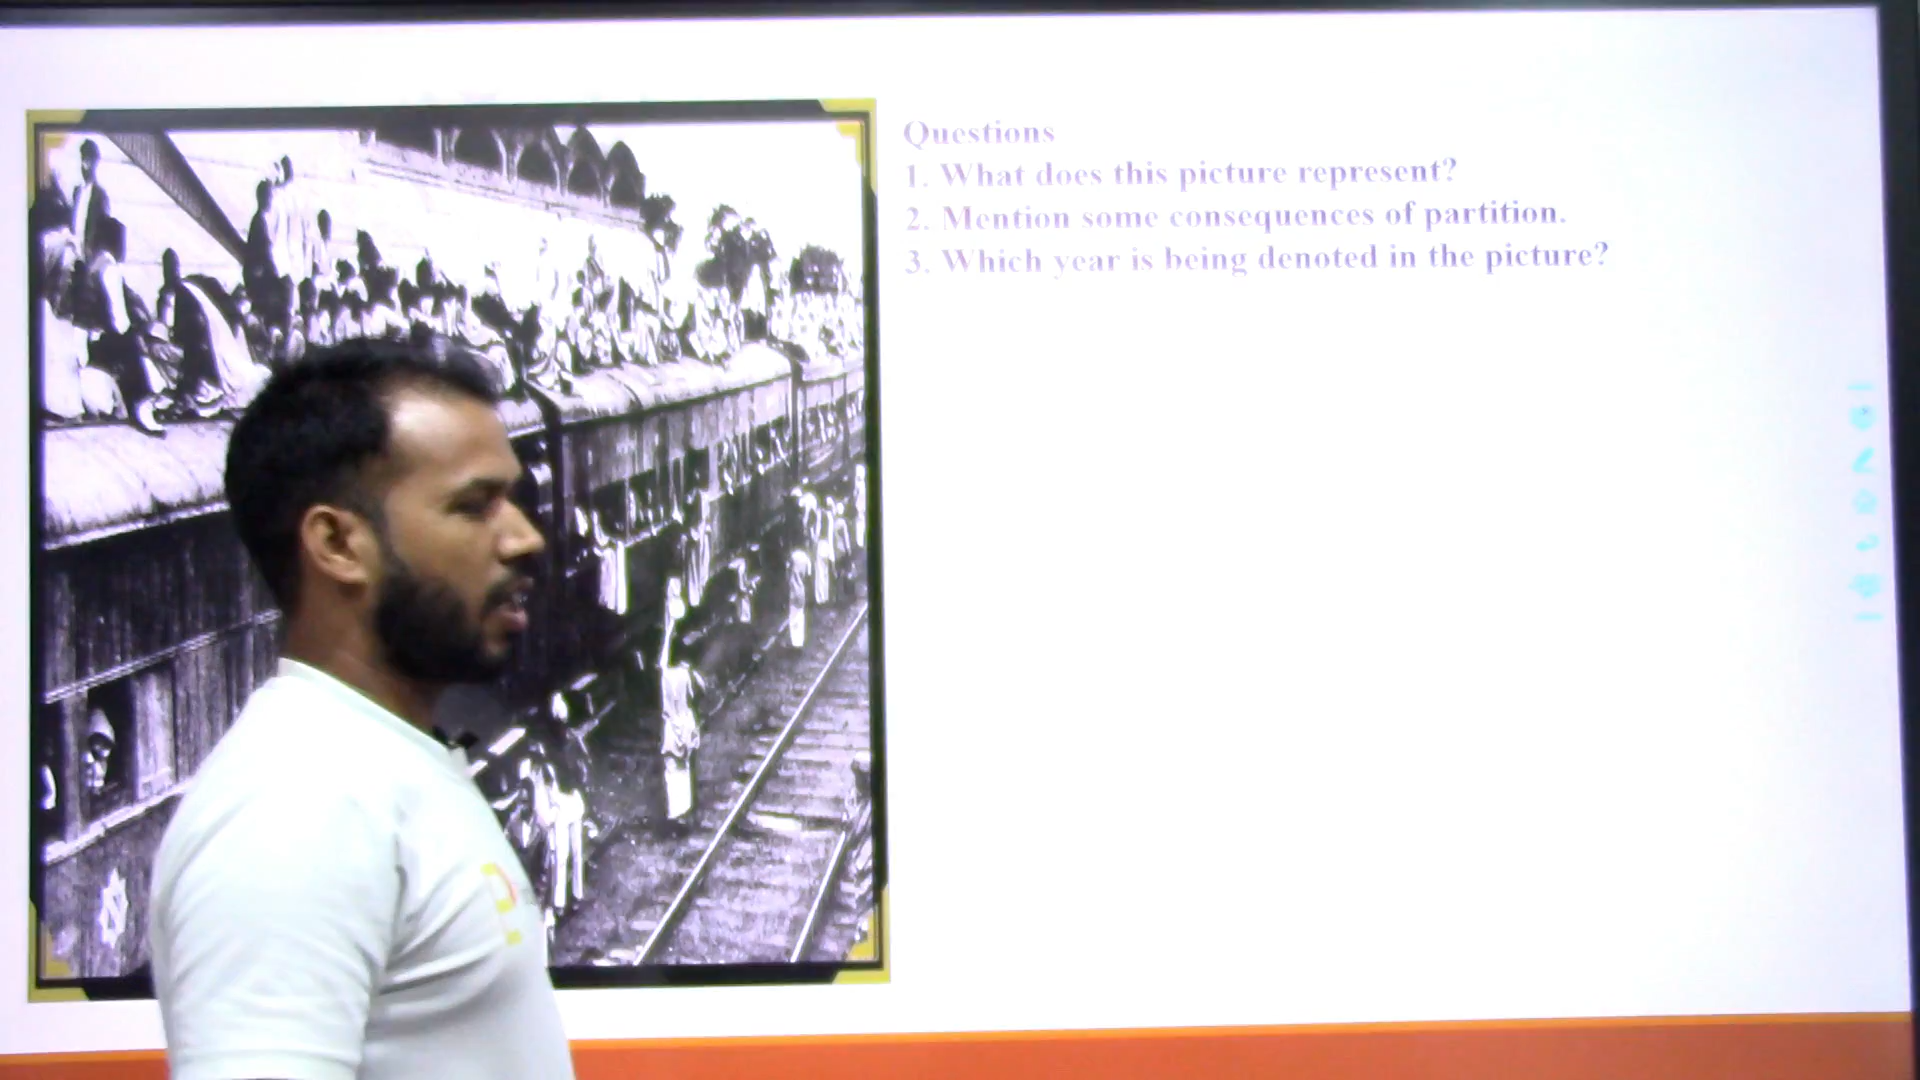 Questions
1. What does this picture represent?
2. Mention some consequences of partition.
3. Which year is being denoted in the picture?